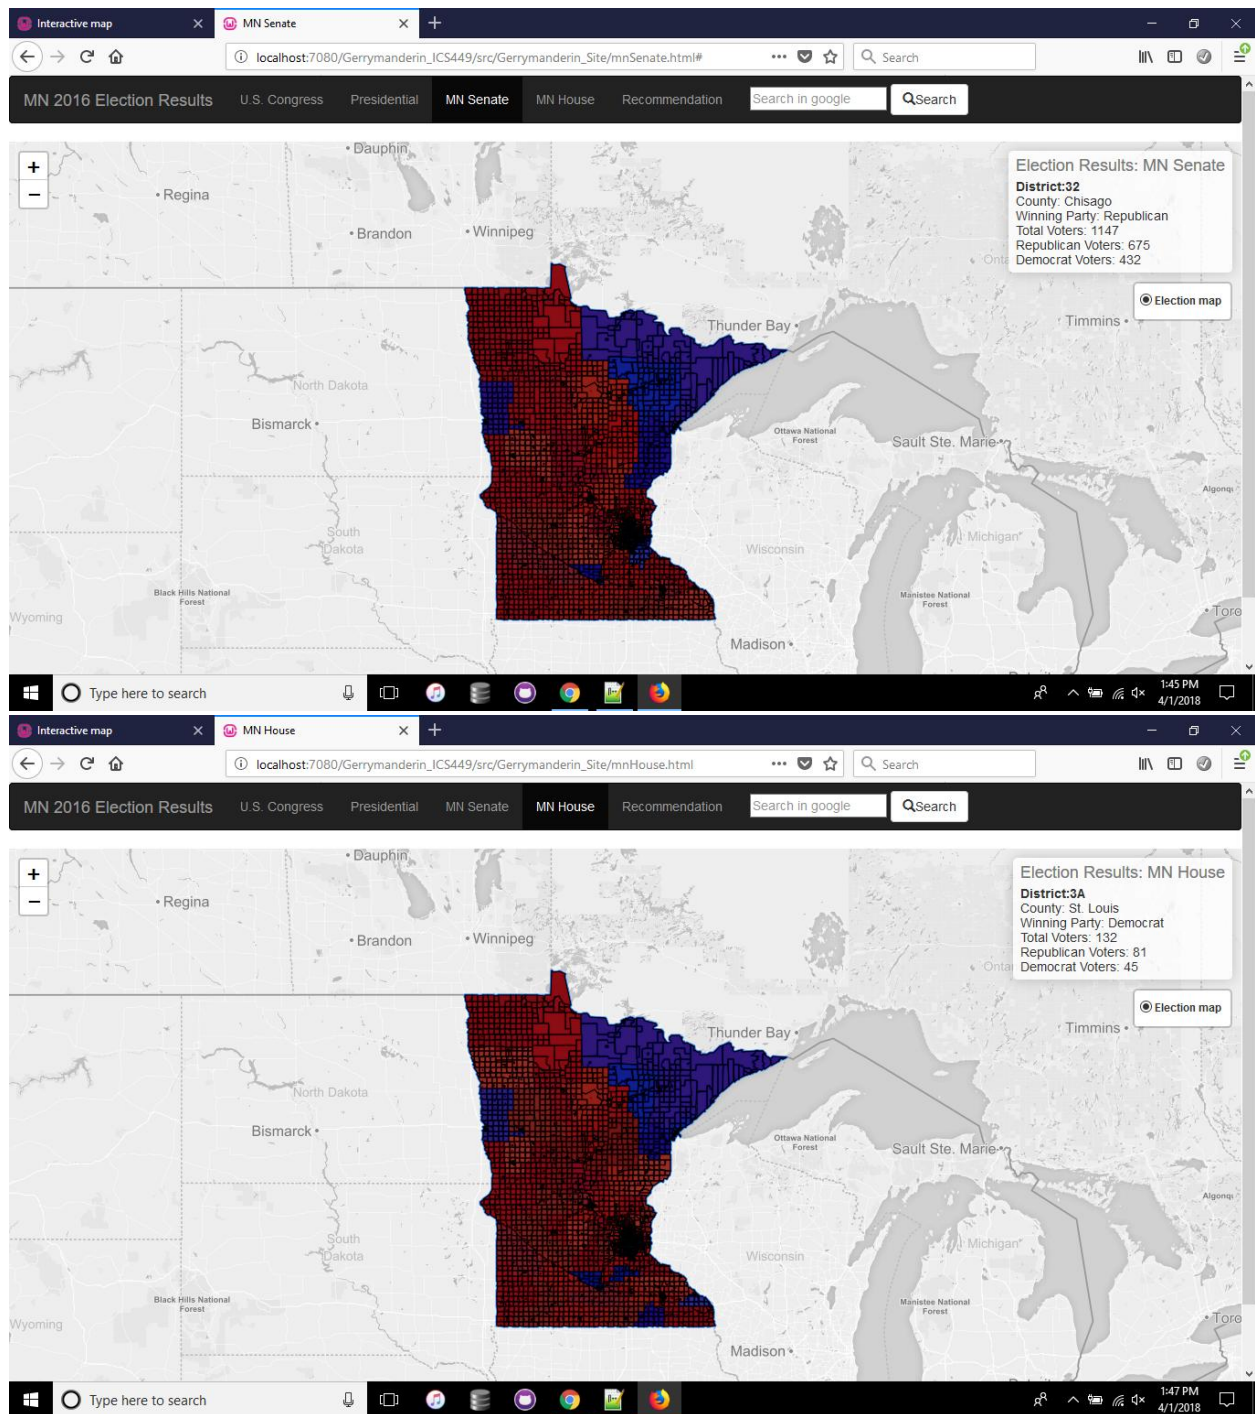 Interactive map
MN Senate
localhost:7080/Gerrymanderin_ICS449/src/Gerrymanderin_Site/mnSenate.html#
Search
MN 2016 Election Results
U.S. Congress
Presidential
MN Senate
MN House
Recommendation
Search in google
Search
+
−
Dauphin
Regina
Brandon
Winnipeg
Election Results: MN Senate
District:32
County: Chisago
Winning Party: Republican
Total Voters: 1147
Republican Voters: 675
Democrat Voters: 432
Election map
Thunder Bay
Timmins
North Dakota
Bismarck
Ottawa National
Forest
Sault Ste. Marie
Algonqu
South
Dakota
Wisconsin
Michigan
Black Hills National
Forest
Manistee National
Forest
Wyoming
Toro
Madison
Type here to search
1:45 PM
4/1/2018
Interactive map
MN House
localhost:7080/Gerrymanderin_ICS449/src/Gerrymanderin_Site/mnHouse.html
Search
MN 2016 Election Results
U.S. Congress
Presidential
MN Senate
MN House
Recommendation
Search in google
Search
+
−
Dauphin
Regina
Brandon
Winnipeg
Election Results: MN House
District:3A
County: St. Louis
Winning Party: Democrat
Total Voters: 132
Republican Voters: 81
Democrat Voters: 45
Election map
Thunder Bay
Timmins
North Dakota
Bismarck
Ottawa National
Forest
Sault Ste. Marie
Algonqu
South
Dakota
Wisconsin
Michigan
Black Hills National
Forest
Manistee National
Forest
Wyoming
Toro
Madison
Type here to search
1:47 PM
4/1/2018